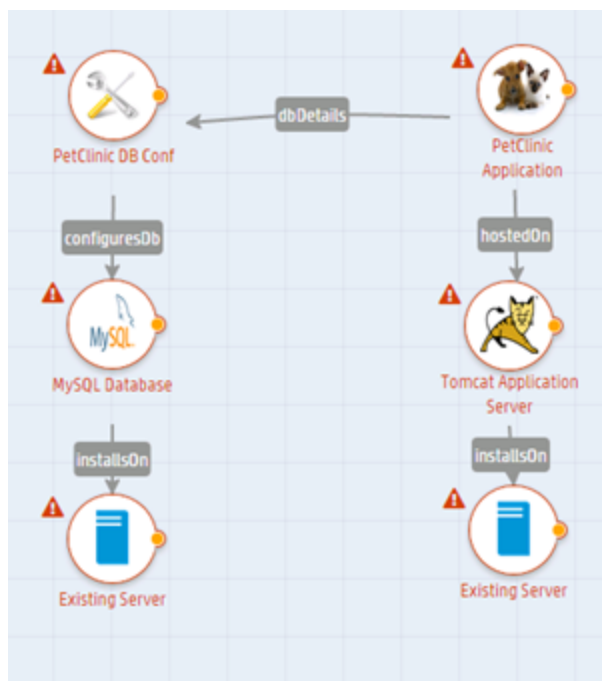 dbDetails
PetClinic DB Conf
PetClinic
Application
configuresDb
hostedOn
MySQL
MySQL Database
Tomcat Application
Server
installsOn
installsOn
Existing Server
Existing Server